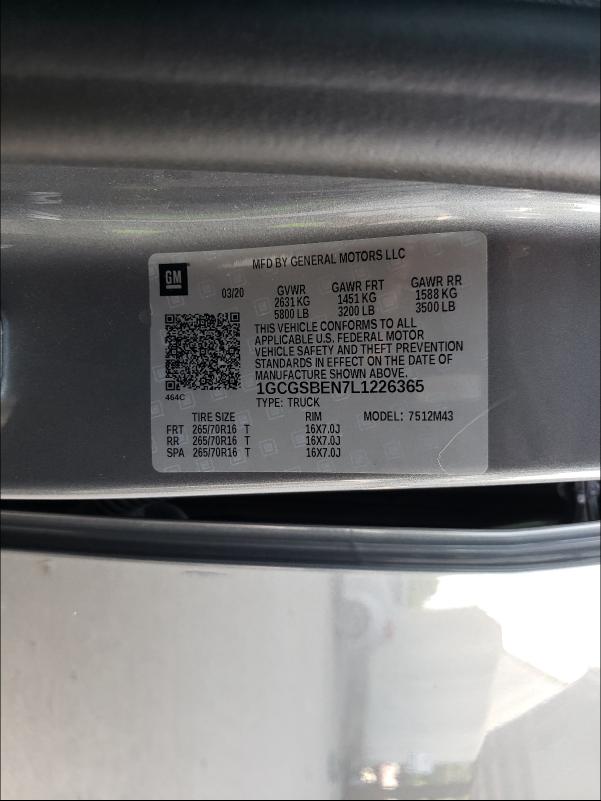 MFD BY GENERAL MOTORS LLC
GM
03/20 GVWR GAWR FRT GAWR RR
2631 KG 1451 KG 1588 KG
5800 LB 3200 LB 3500 LB
THIS VEHICLE CONFORMS TO ALL
APPLICABLE U.S. FEDERAL MOTOR
VEHICLE SAFETY AND THEFT PREVENTION
STANDARDS IN EFFECT ON THE DATE OF
MANUFACTURE SHOWN ABOVE.
464C 1GCGSBEN7L1226365
TYPE: TRUCK
TIRE SIZE RIM MODEL: 7512M43
FRT 265/70R16 T 16X7.0J
RR 265/70R16 T 16X7.0J
SPA 265/70R16 T 16X7.0J